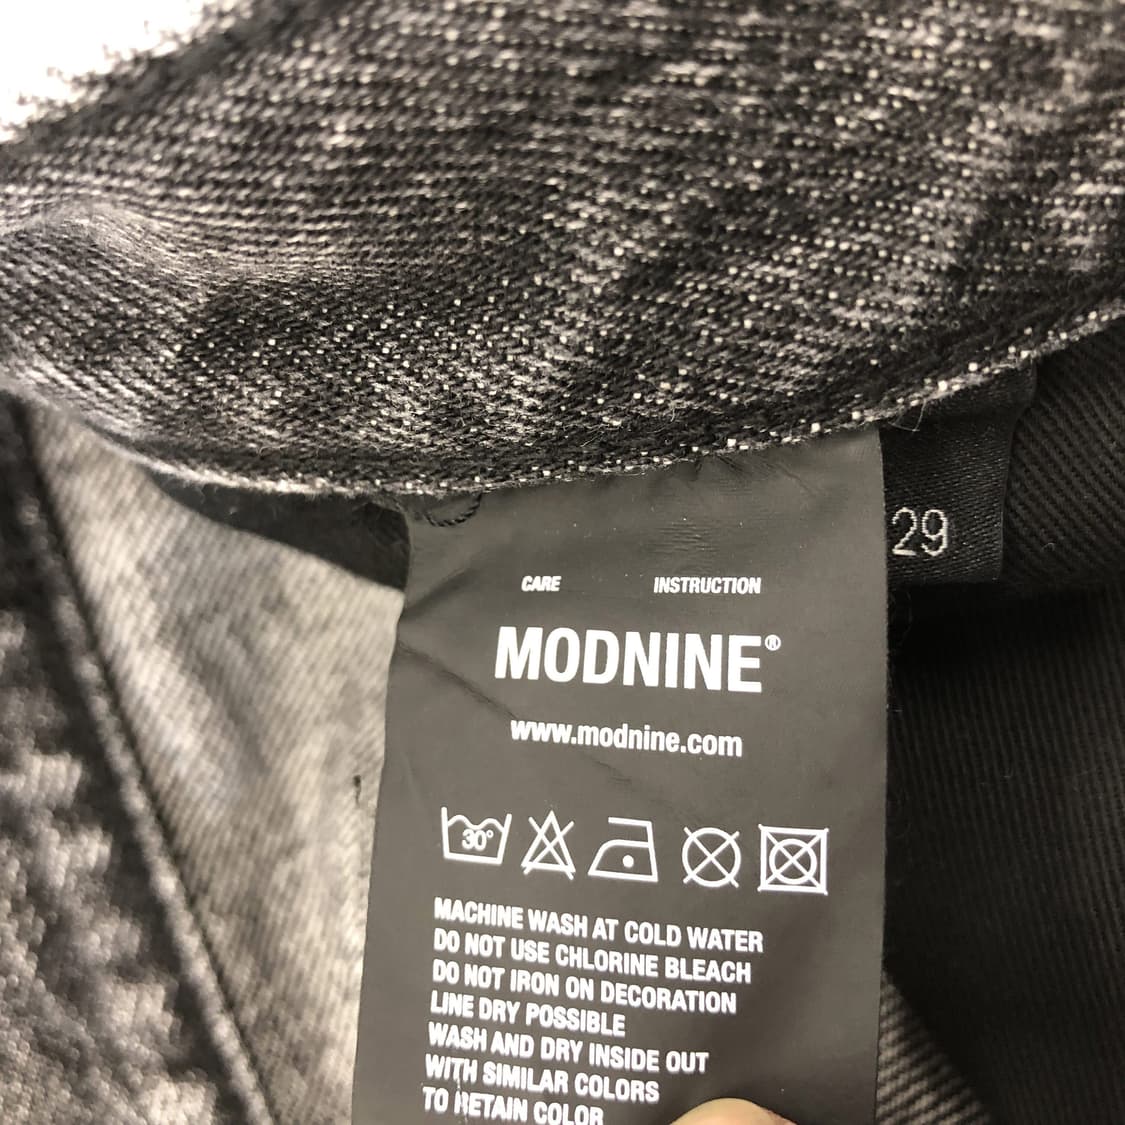 29
CARE INSTRUCTION
MODNINE®
www.modnine.com
30°
MACHINE WASH AT COLD WATER
DO NOT USE CHLORINE BLEACH
DO NOT IRON ON DECORATION
LINE DRY POSSIBLE
WASH AND DRY INSIDE OUT
WITH SIMILAR COLORS
TO RETAIN COLOR